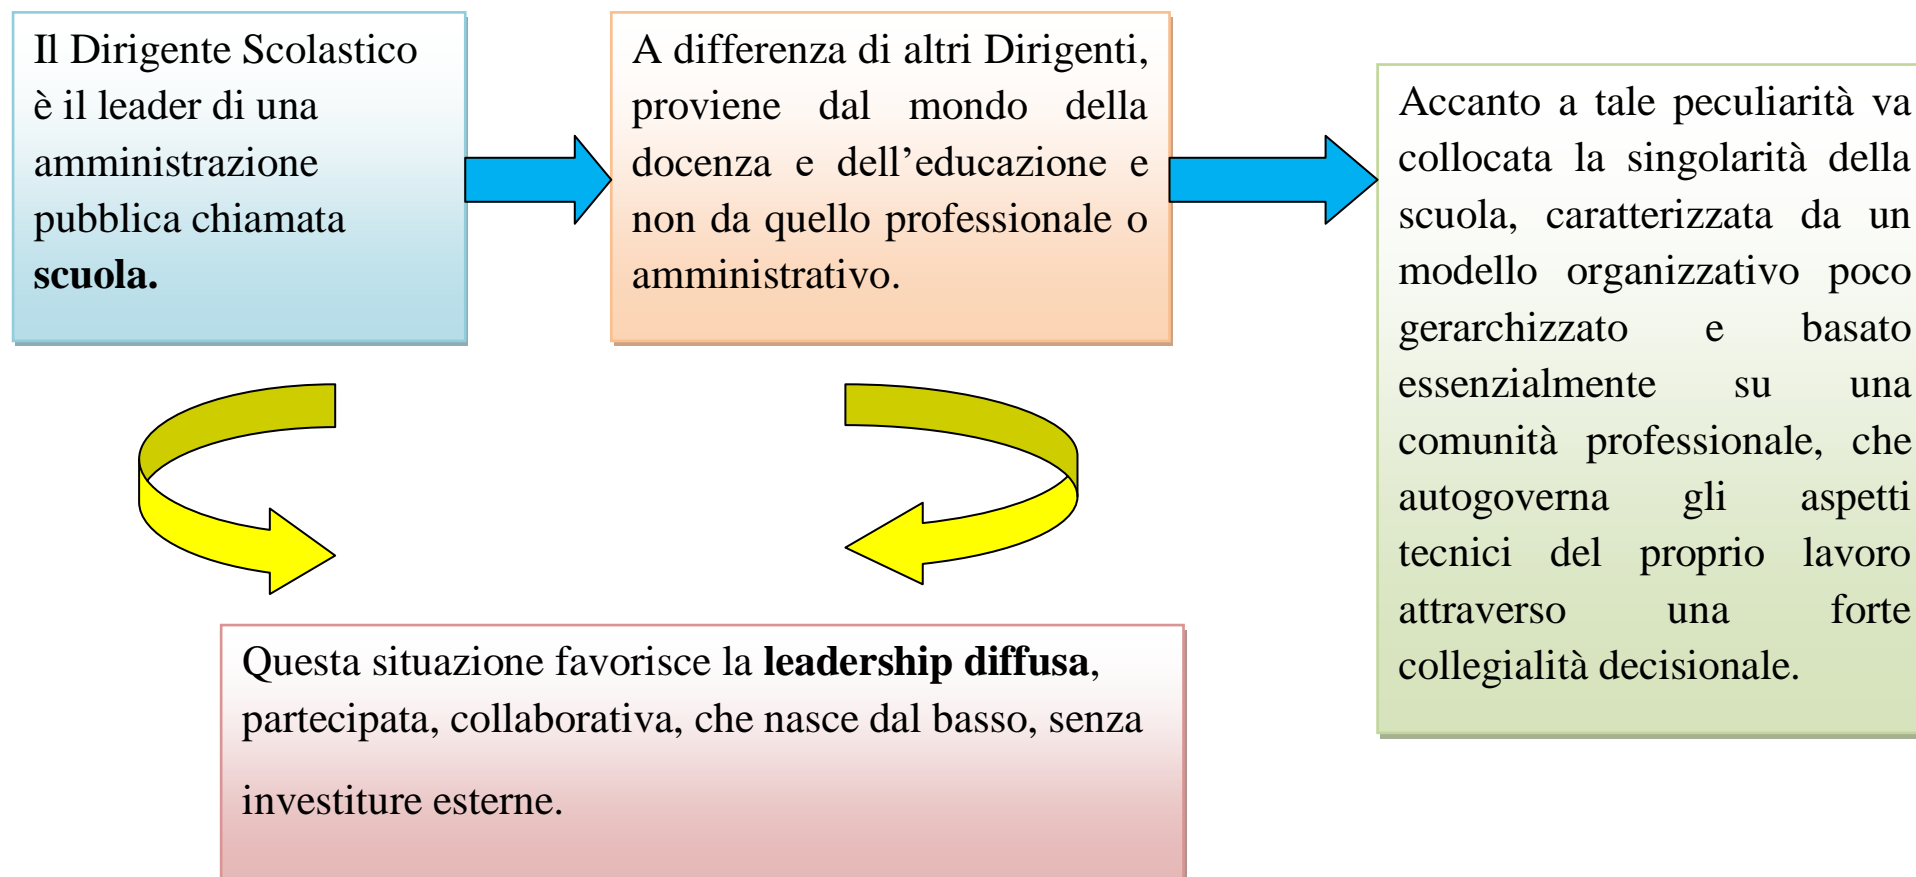 Il Dirigente Scolastico
è il leader di una
amministrazione
pubblica chiamata
scuola.
A differenza di altri Dirigenti,
proviene dal mondo della
docenza e dell’educazione e
non da quello professionale o
amministrativo.
Accanto a tale peculiarità va
collocata la singolarità della
scuola, caratterizzata da un
modello organizzativo poco
gerarchizzato e basato
essenzialmente su una
comunità professionale, che
autogoverna gli aspetti
tecnici del proprio lavoro
attraverso una forte
collegialità decisionale.
Questa situazione favorisce la leadership diffusa,
partecipata, collaborativa, che nasce dal basso, senza
investiture esterne.